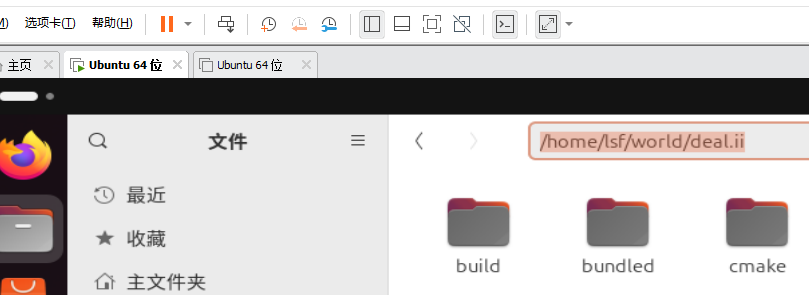 M) 选项卡(T) 帮助(H)
主页 Ubuntu 64 位 Ubuntu 64 位
文件 /home/lsf/world/deal.ii
最近
收藏
主文件夹
build bundled cmake